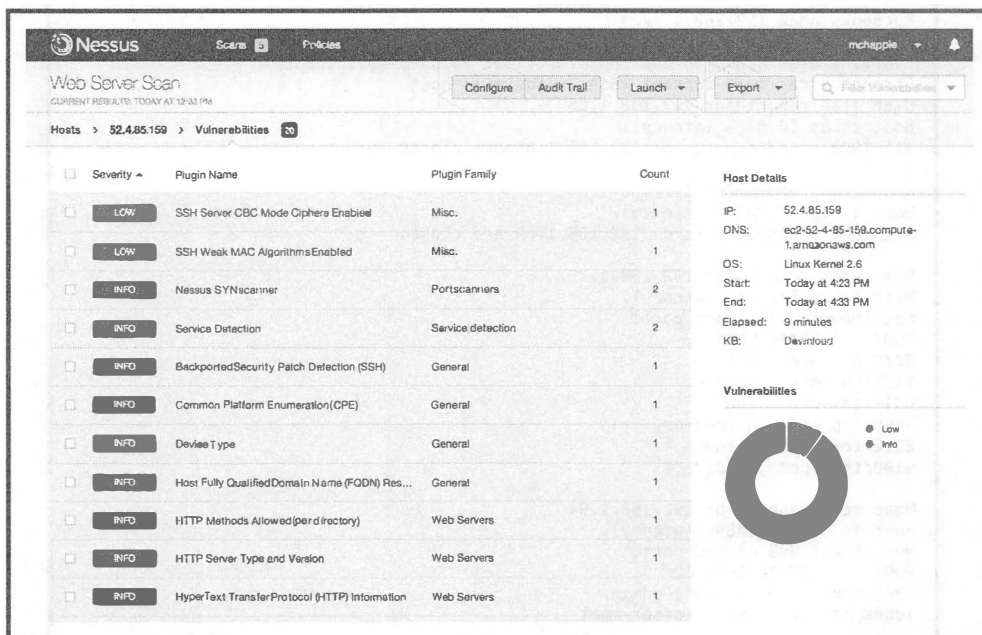 Nessus Scans 5 Policies mchapple
Web Server Scan Configure Audit Trail Launch Export Filter Vulnerabilities
CURRENT RESULTS: TODAY AT 12:33 PM
Hosts > 52.4.85.159 > Vulnerabilities 20
Severity Plugin Name Plugin Family Count
LOW SSH Server CBC Mode Ciphers Enabled Misc. 1
LOW SSH Weak MAC Algorithms Enabled Misc. 1
INFO Nessus SYN scanner Portscanners 2
INFO Service Detection Service detection 2
INFO Backported Security Patch Detection (SSH) General 1
INFO Common Platform Enumeration (CPE) General 1
INFO Device Type General 1
INFO Host Fully Qualified Domain Name (FQDN) Res... General 1
INFO HTTP Methods Allowed (per directory) Web Servers 1
INFO HTTP Server Type and Version Web Servers 1
INFO HyperText Transfer Protocol (HTTP) Information Web Servers 1
Host Details
IP: 52.4.85.159
DNS: ec2-52-4-85-159.compute-
1.amazonaws.com
OS: Linux Kernel 2.6
Start: Today at 4:23 PM
End: Today at 4:33 PM
Elapsed: 9 minutes
KB: Download
Vulnerabilities
Low
Info